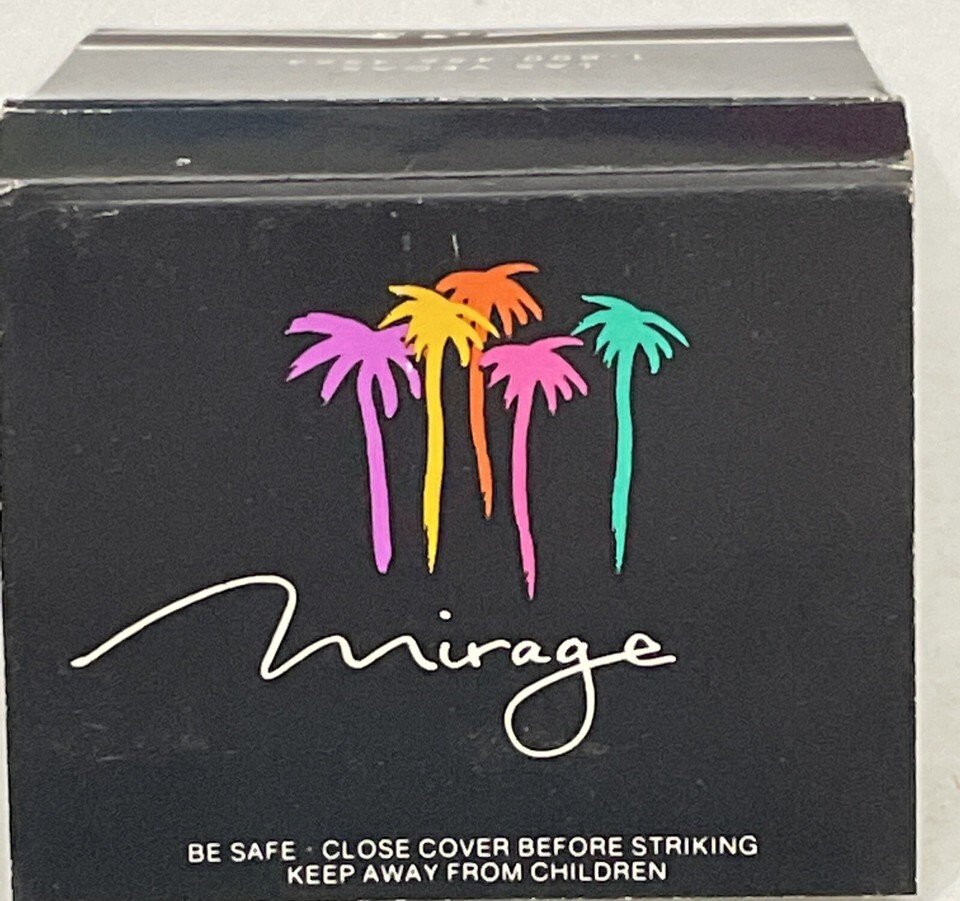 mirage
BE SAFE · CLOSE COVER BEFORE STRIKING
KEEP AWAY FROM CHILDREN